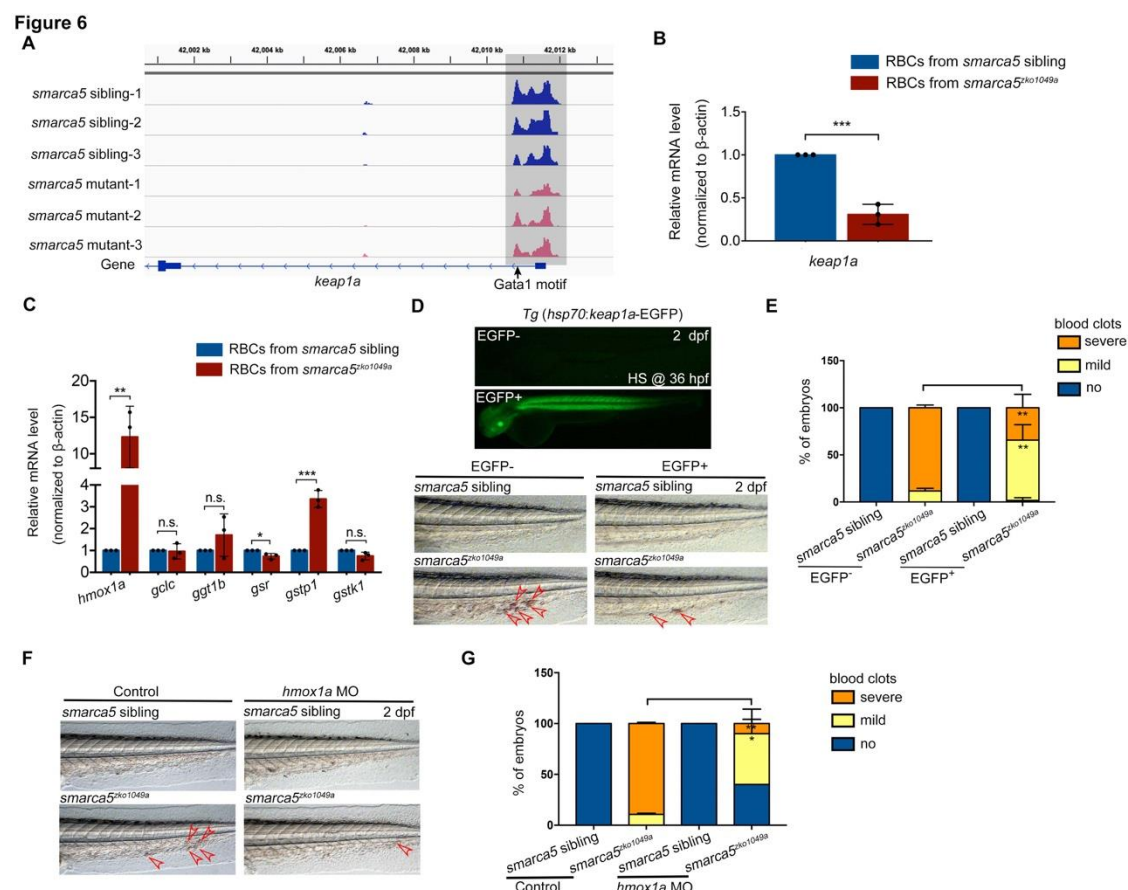 Figure 6
A
42,002 kb 42,004 kb 42,006 kb 42,008 kb 42,010 kb 42,012 kb
smarca5 sibling-1
smarca5 sibling-2
smarca5 sibling-3
smarca5 mutant-1
smarca5 mutant-2
smarca5 mutant-3
Gene
keap1a
Gata1 motif
B
RBCs from smarca5 sibling
RBCs from smarca5zko1049a
Relative mRNA level
(normalized to β-actin)
1.5
1.0
0.5
0.0
***
keap1a
C
RBCs from smarca5 sibling
RBCs from smarca5zko1049a
Relative mRNA level
(normalized to β-actin)
20
15
10
4
3
2
1
0
** n.s. n.s. * *** n.s.
hmox1a gclc ggt1b gsr gstp1 gstk1
D
Tg (hsp70:keap1a-EGFP)
EGFP- 2 dpf
HS @ 36 hpf
EGFP+
EGFP- EGFP+
smarca5 sibling smarca5 sibling 2 dpf
smarca5zko1049a smarca5zko1049a
E
blood clots
severe
mild
no
% of embryos
150
100
50
0
**
**
smarca5 sibling smarca5zko1049a smarca5 sibling smarca5zko1049a
EGFP- EGFP+
F
Control hmox1a MO
smarca5 sibling smarca5 sibling 2 dpf
smarca5zko1049a smarca5zko1049a
G
blood clots
severe
mild
no
% of embryos
150
100
50
0
**
*
smarca5 sibling smarca5zko1049a smarca5 sibling smarca5zko1049a
Control hmox1a MO